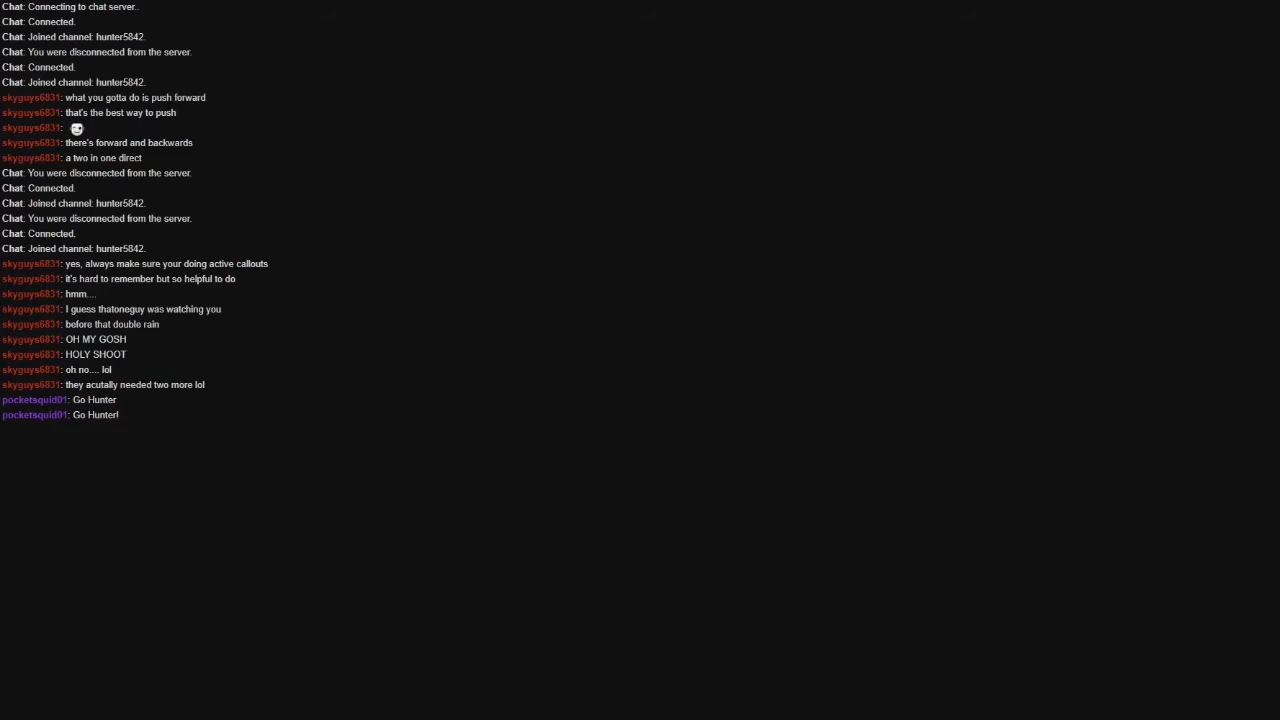 Chat: Connecting to chat server..
Chat: Connected.
Chat: Joined channel: hunter5842.
Chat: You were disconnected from the server.
Chat: Connected.
Chat: Joined channel: hunter5842.
skyguys6831: what you gotta do is push forward
skyguys6831: that's the best way to push
skyguys6831:
skyguys6831: there's forward and backwards
skyguys6831: a two in one direct
Chat: You were disconnected from the server.
Chat: Connected.
Chat: Joined channel: hunter5842.
Chat: You were disconnected from the server.
Chat: Connected.
Chat: Joined channel: hunter5842.
skyguys6831: yes, always make sure your doing active callouts
skyguys6831: it's hard to remember but so helpful to do
skyguys6831: hmm....
skyguys6831: I guess thatoneguy was watching you
skyguys6831: before that double rain
skyguys6831: OH MY GOSH
skyguys6831: HOLY SHOOT
skyguys6831: oh no.... lol
skyguys6831: they acutally needed two more lol
pocketsquid01: Go Hunter
pocketsquid01: Go Hunter!